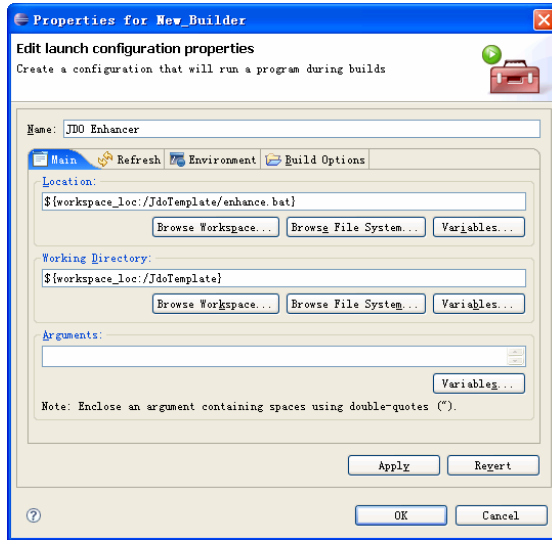 Properties for New_Builder
Edit launch configuration properties
Create a configuration that will run a program during builds
Name: JDO Enhancer
Main Refresh Environment Build Options
Location:
${workspace_loc:/JdoTemplate/enhance.bat}
Browse Workspace... Browse File System... Variables...
Working Directory:
${workspace_loc:/JdoTemplate}
Browse Workspace... Browse File System... Variables...
Arguments:
Variables...
Note: Enclose an argument containing spaces using double-quotes (").
Apply Revert
? OK Cancel